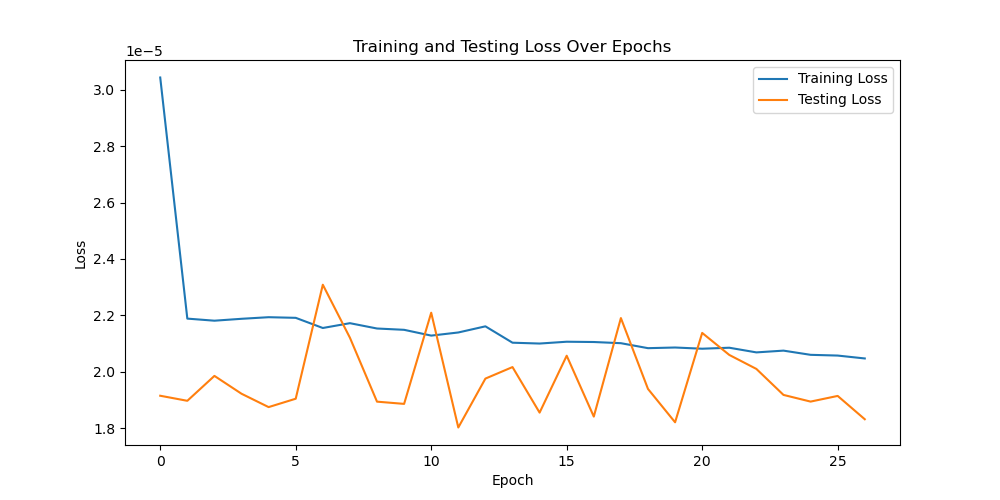 Training and Testing Loss Over Epochs
1e−5
Training Loss
Testing Loss
3.0
2.8
2.6
2.4
2.2
2.0
1.8
Loss
0 5 10 15 20 25
Epoch